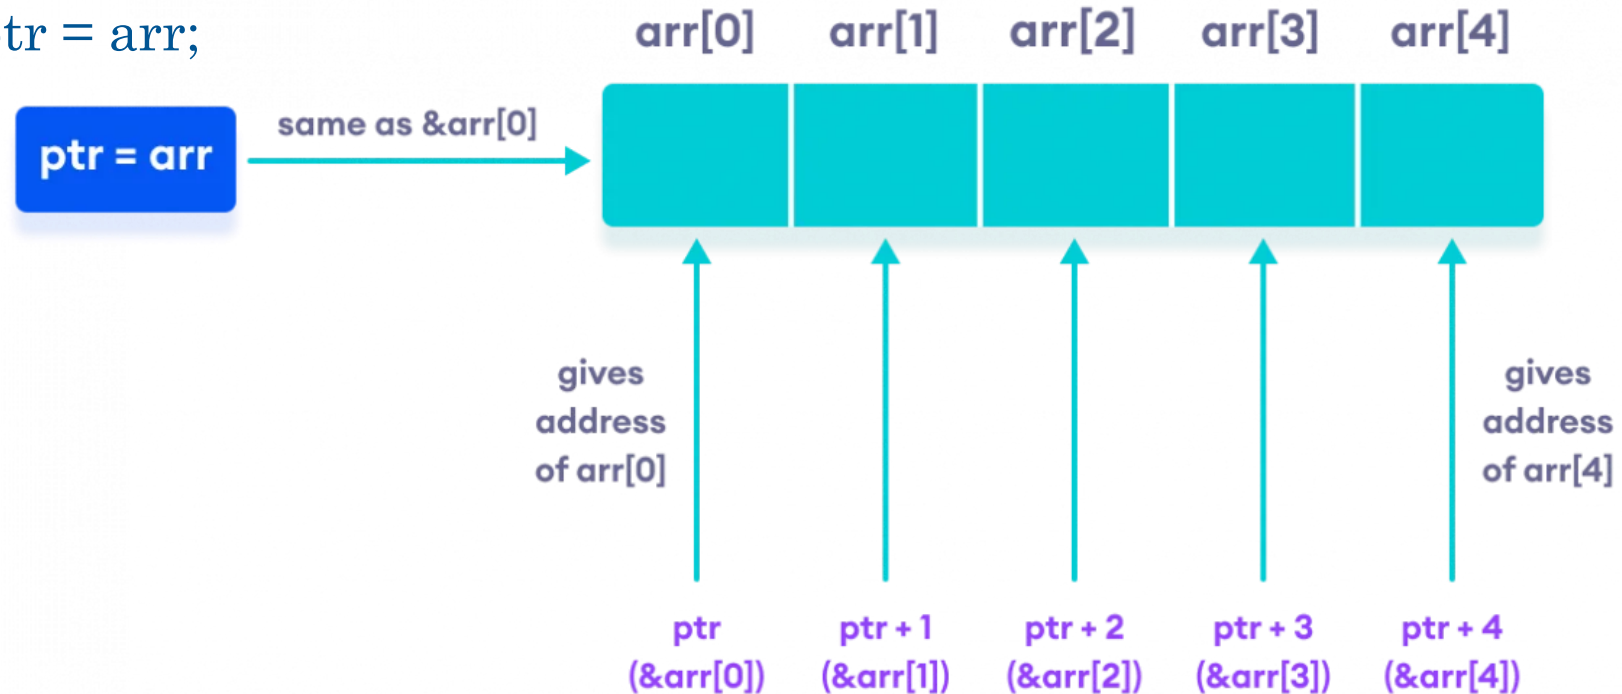 tr = arr;
arr[0] arr[1] arr[2] arr[3] arr[4]
ptr = arr
same as &arr[0]
gives
address
of arr[0]
gives
address
of arr[4]
ptr ptr + 1 ptr + 2 ptr + 3 ptr + 4
(&arr[0]) (&arr[1]) (&arr[2]) (&arr[3]) (&arr[4])